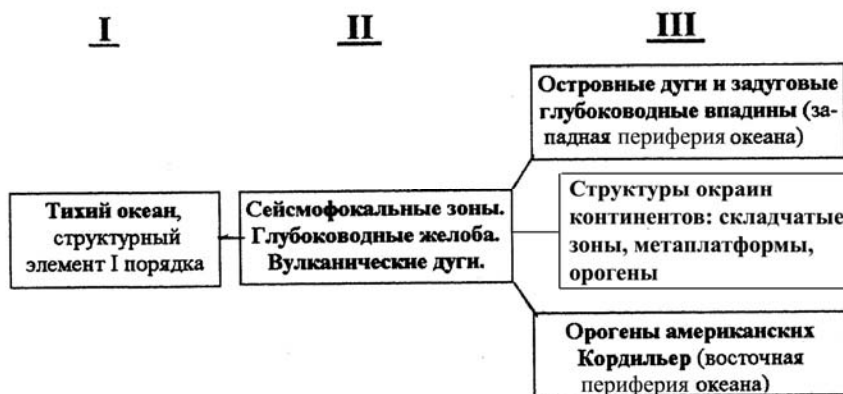 I II III
Островные дуги и задуговые
глубоководные впадины (за-
падная периферия океана)
Тихий океан,
структурный
элемент I порядка
Сейсмофокальные зоны.
Глубоководные желоба.
Вулканические дуги.
Структуры окраин
континентов: складчатые
зоны, метаплатформы,
орогены
Орогены американских
Кордильер (восточная
периферия океана)